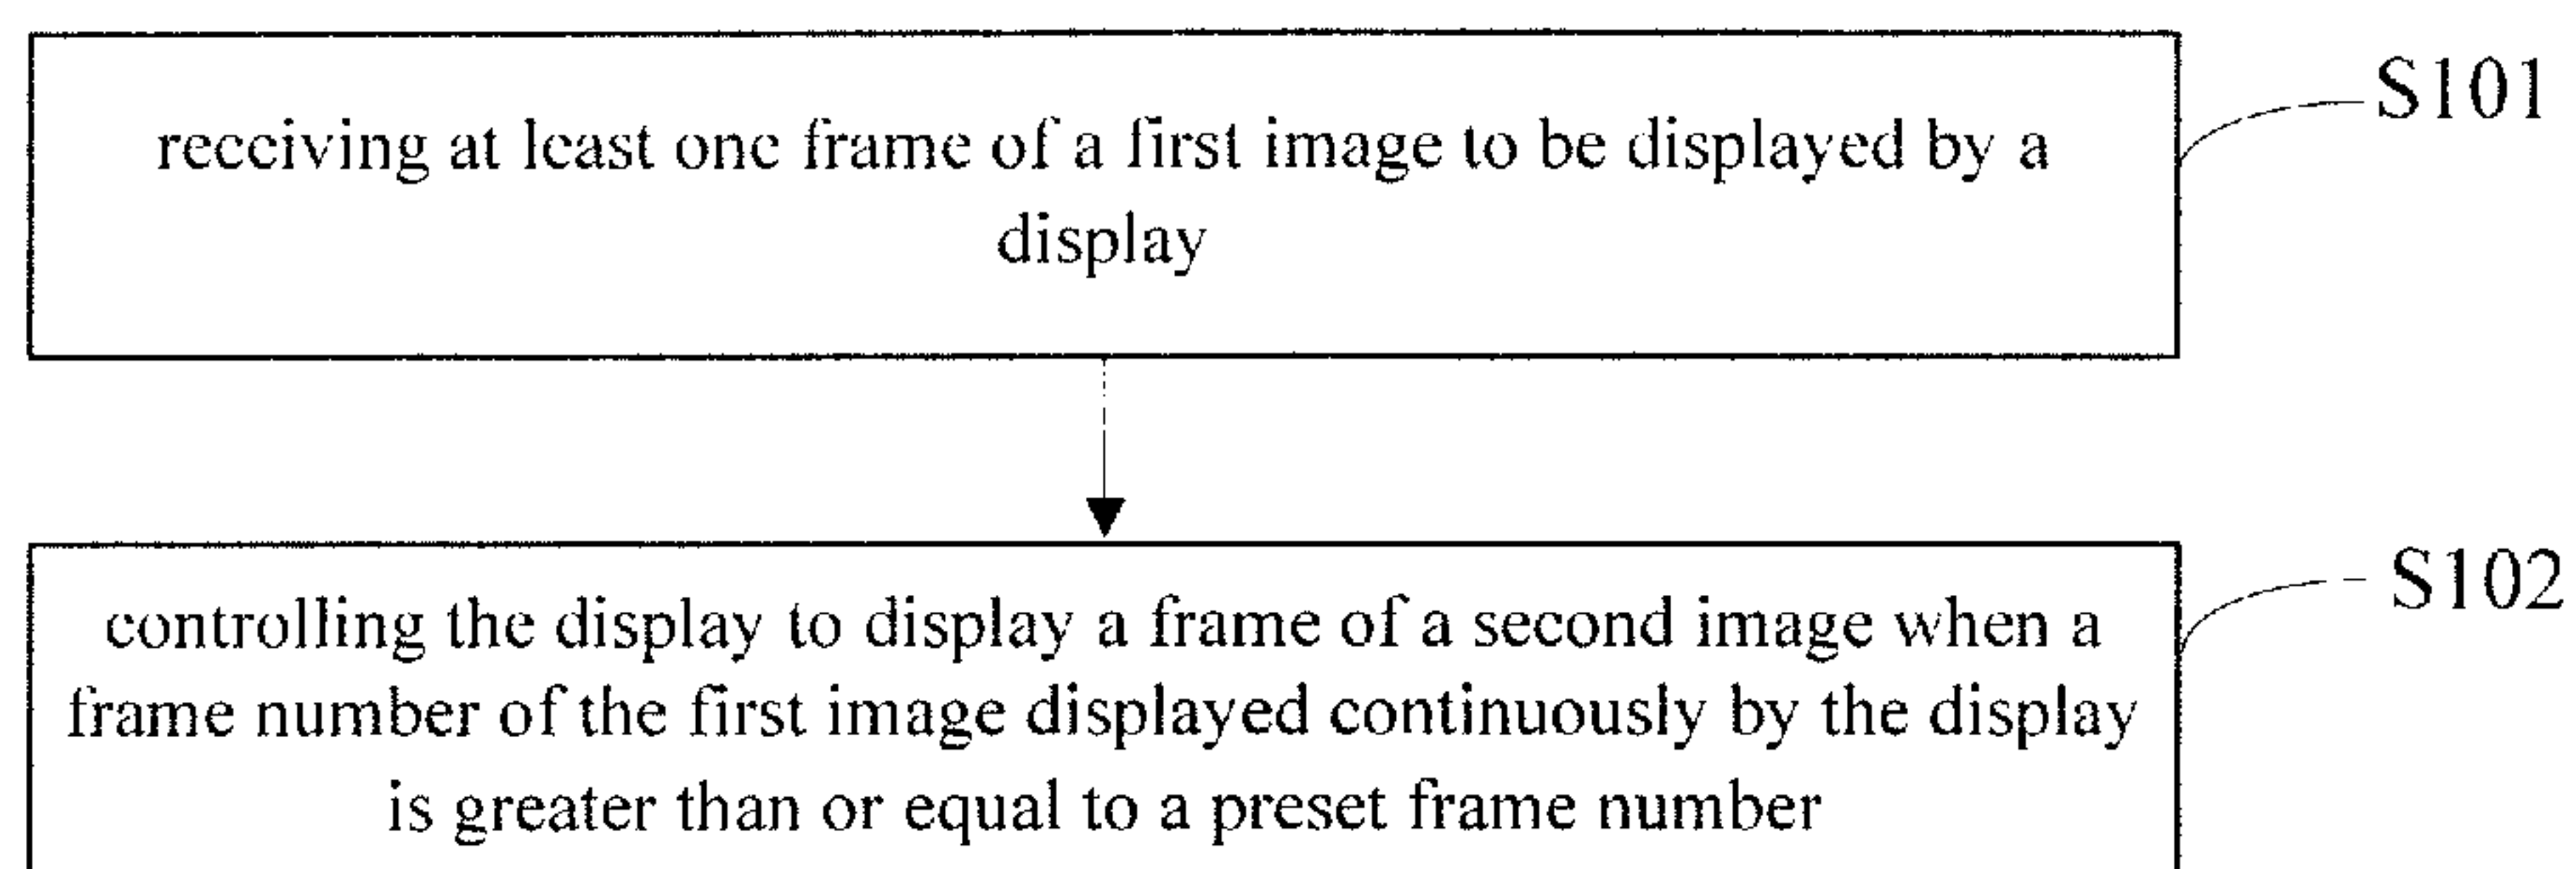 receiving at least one frame of a first image to be displayed by a
display
S101
controlling the display to display a frame of a second image when a
frame number of the first image displayed continuously by the display
is greater than or equal to a preset frame number
S102